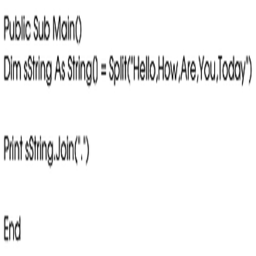 Public Sub Main()
Dim sString As String[] = Split("Hello,How,Are,You,Today")
Print sString.Join(".")
End